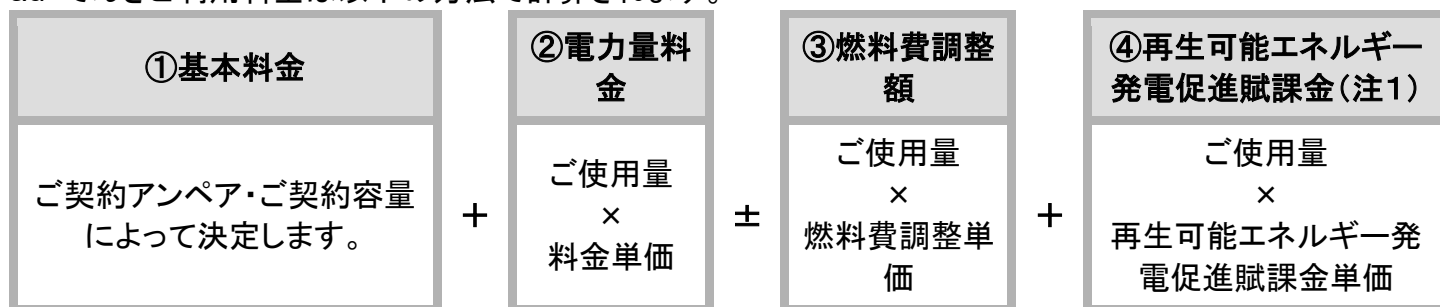 ①基本料金
ご契約アンペア・ご契約容量
によって決定します。
+
②電力量料
金
ご使用量
×
料金単価
±
③燃料費調整
額
ご使用量
×
燃料費調整単
価
+
④再生可能エネルギー
発電促進賦課金(注1)
ご使用量
×
再生可能エネルギー発
電促進賦課金単価